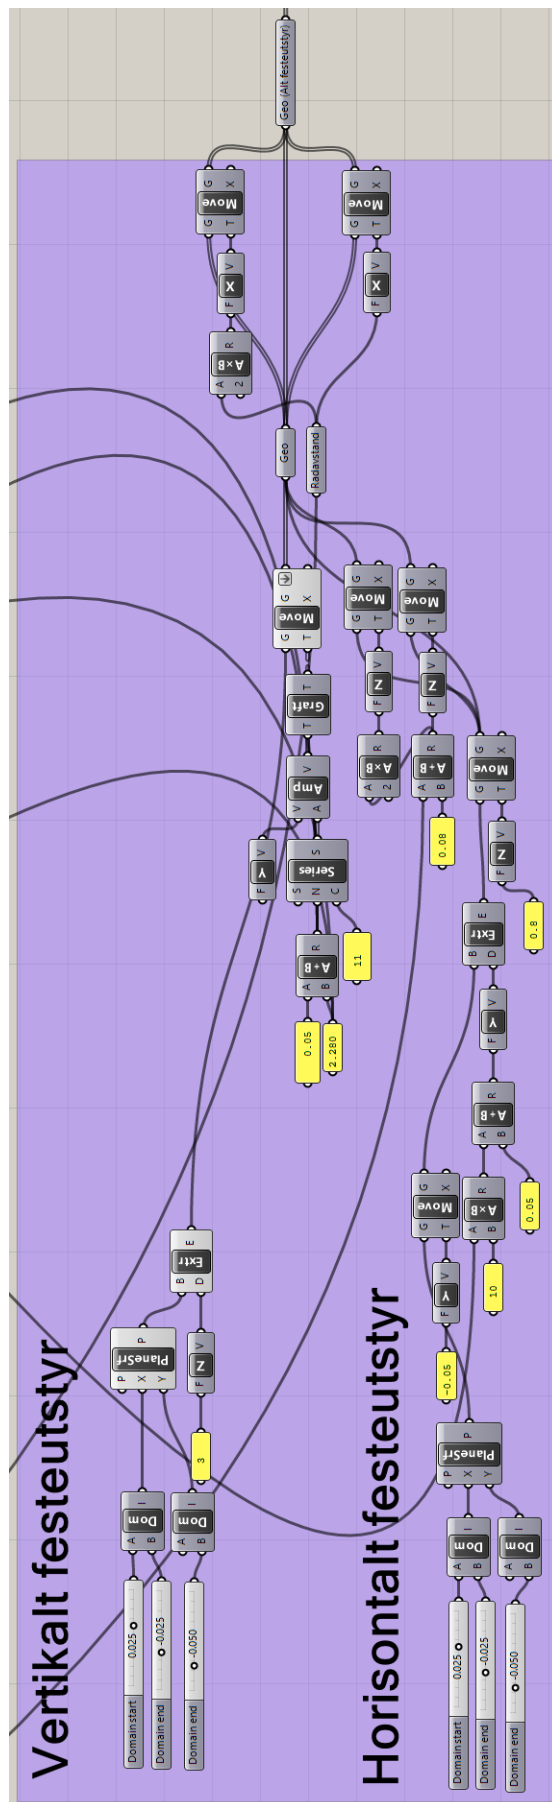 Vertikalt festeutstyr
Domain start 0.025
Domain end -0.025
Domain end -0.050
A B Dom I
A B Dom I
3
P X Y PlaneSrf P
F Z V
B D Extr E
F Y V
0.05
2.280
11
A B A+B R
S N C Series S
V A Amp V
T Graft T
G T Move G X
Geo
Radavstand
A 2 A×B R
F X V
F X V
G T Move G X
G T Move G X
Geo (Alt festeutstyr)
Horisontalt festeutstyr
Domain start 0.025
Domain end -0.025
Domain end -0.050
A B Dom I
A B Dom I
P X Y PlaneSrf P
-0.05
F Y V
G T Move G X
10
A B A×B R
0.05
A B A+B R
F Y V
B D Extr E
0.8
F Z V
G T Move G X
0.08
A 2 A×B R
A B A+B R
F Z V
F Z V
G T Move G X
G T Move G X